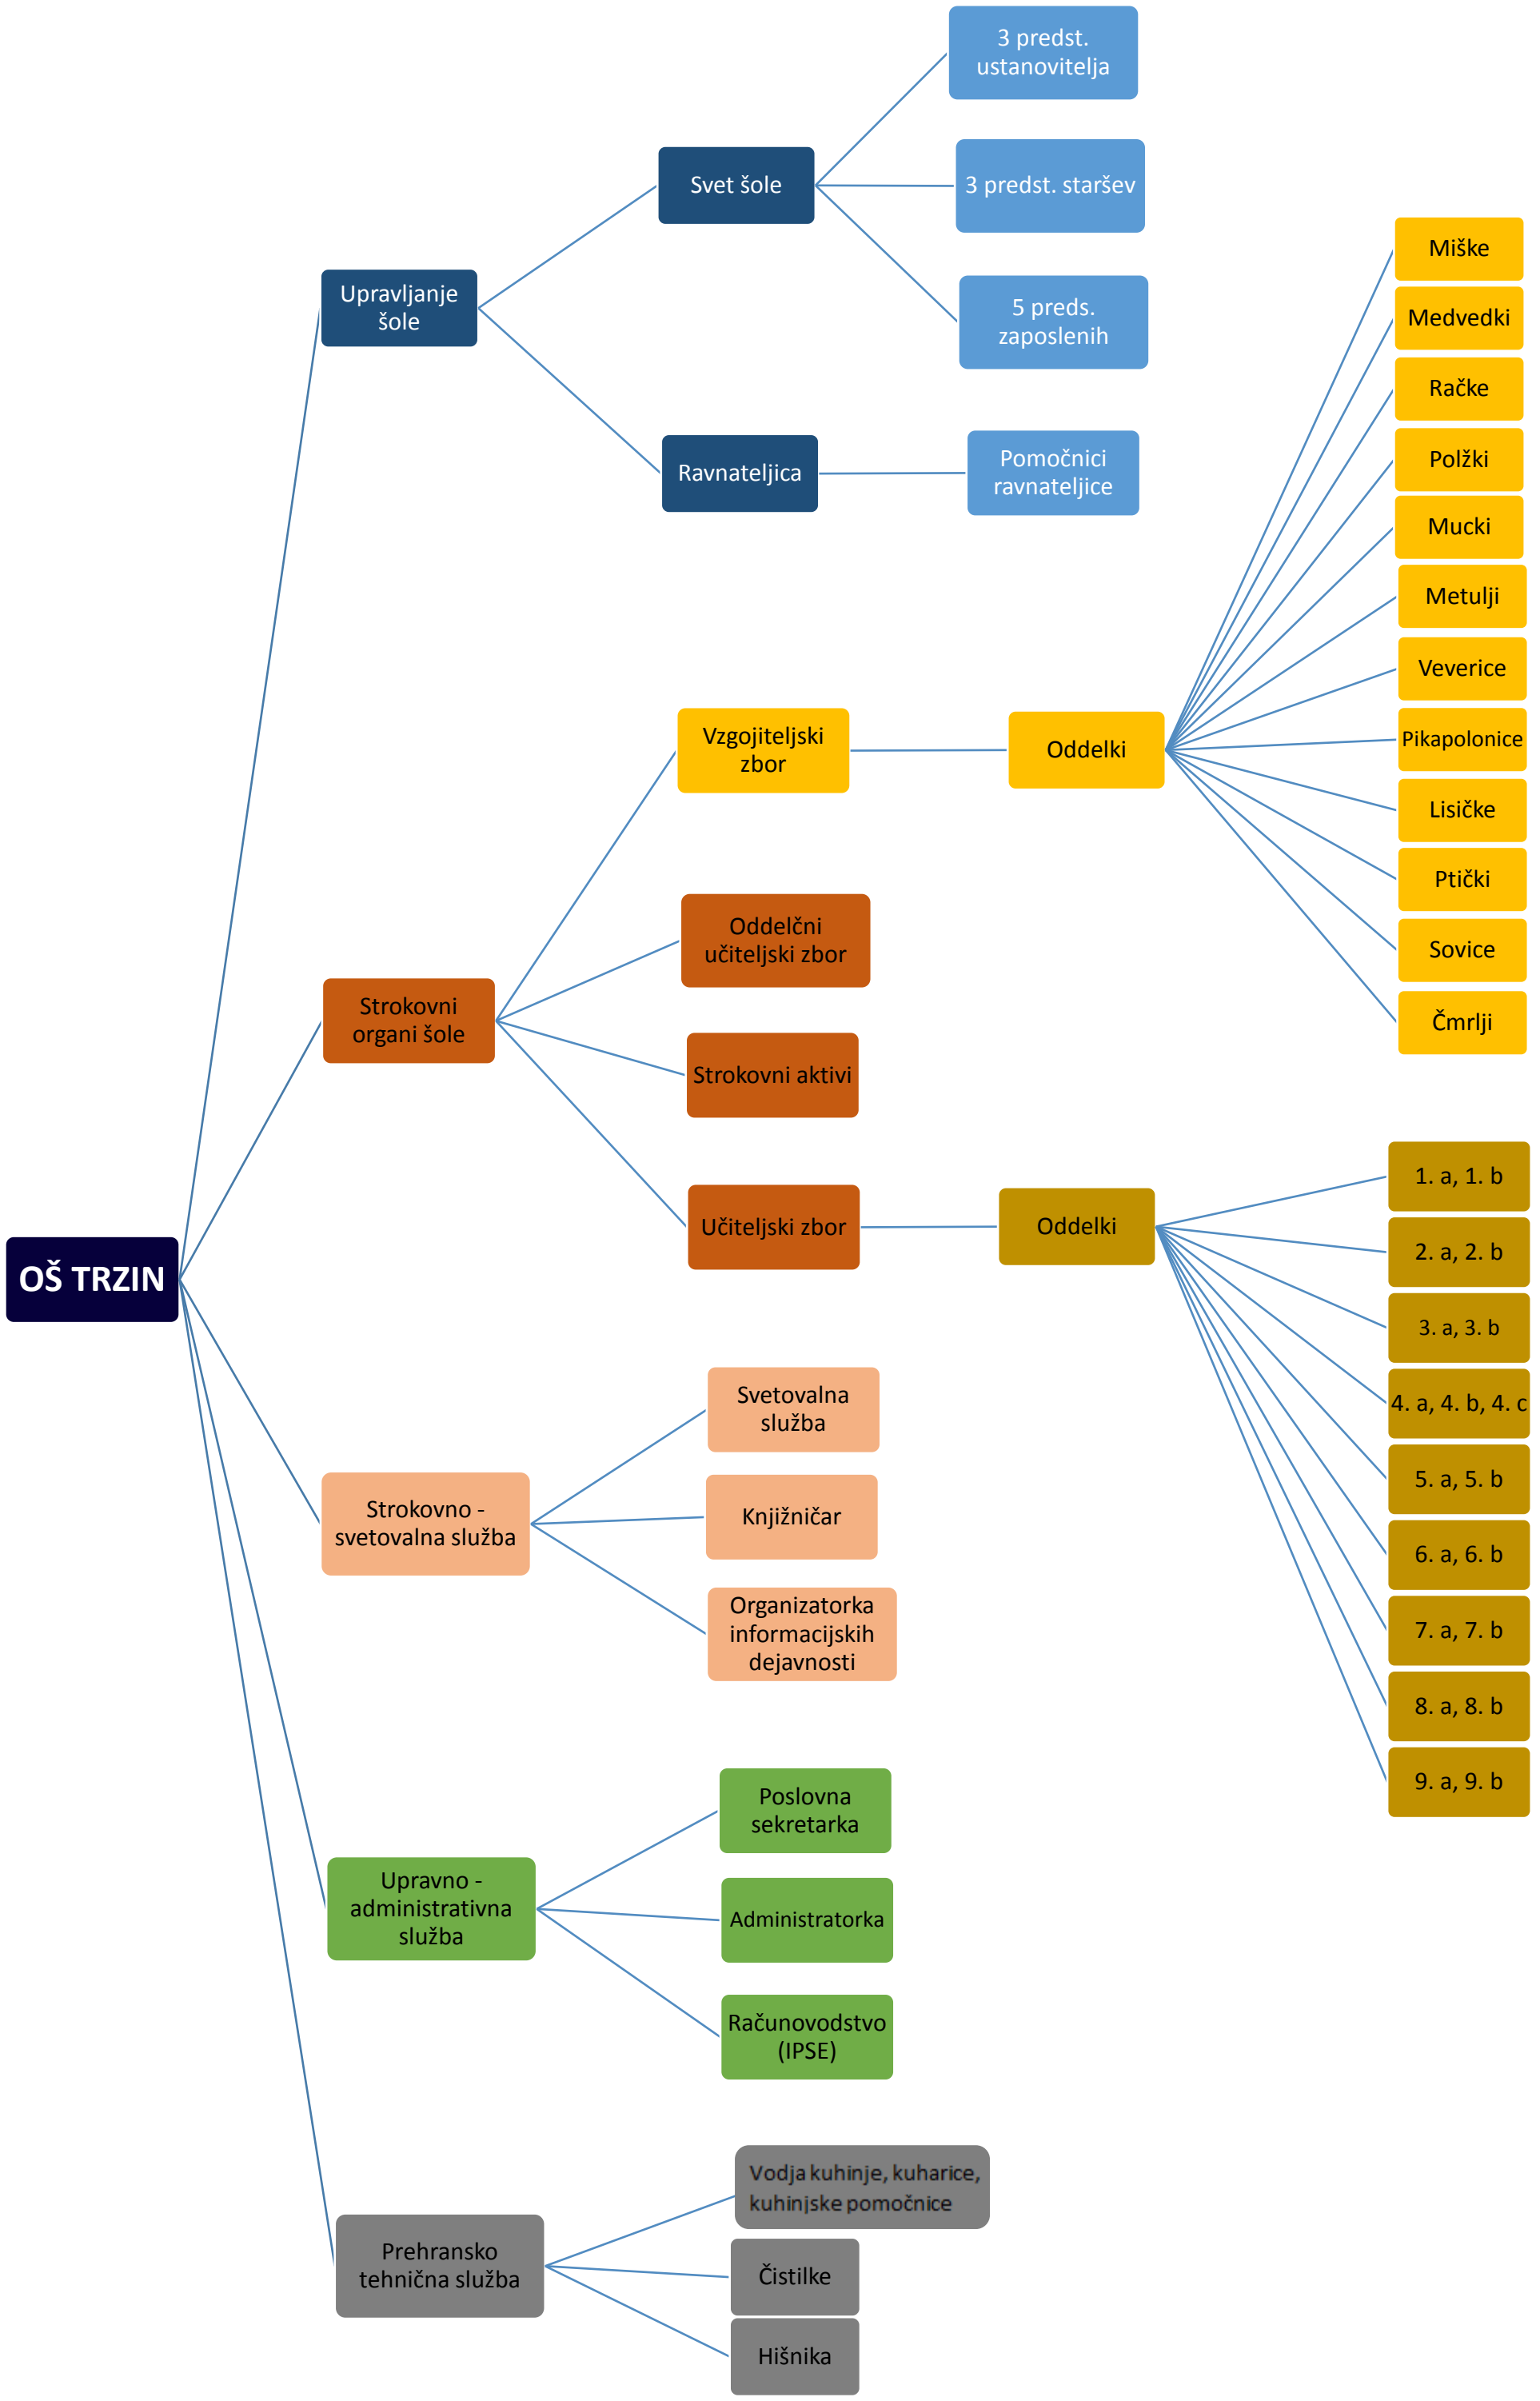 OŠ TRZIN
Upravljanje
šole
Svet šole
3 predst.
ustanovitelja
3 predst. staršev
5 preds.
zaposlenih
Ravnateljica
Pomočnici
ravnateljice
Strokovni
organi šole
Vzgojiteljski
zbor
Oddelki
Miške
Medvedki
Račke
Polžki
Mucki
Metulji
Veverice
Pikapolonice
Lisičke
Ptički
Sovice
Čmrlji
Oddelčni
učiteljski zbor
Strokovni aktivi
Učiteljski zbor
Oddelki
1. a, 1. b
2. a, 2. b
3. a, 3. b
4. a, 4. b, 4. c
5. a, 5. b
6. a, 6. b
7. a, 7. b
8. a, 8. b
9. a, 9. b
Strokovno -
svetovalna služba
Svetovalna
služba
Knjižničar
Organizatorka
informacijskih
dejavnosti
Upravno -
administrativna
služba
Poslovna
sekretarka
Administratorka
Računovodstvo
(IPSE)
Prehransko
tehnična služba
Vodja kuhinje, kuharice,
kuhinjske pomočnice
Čistilke
Hišnika